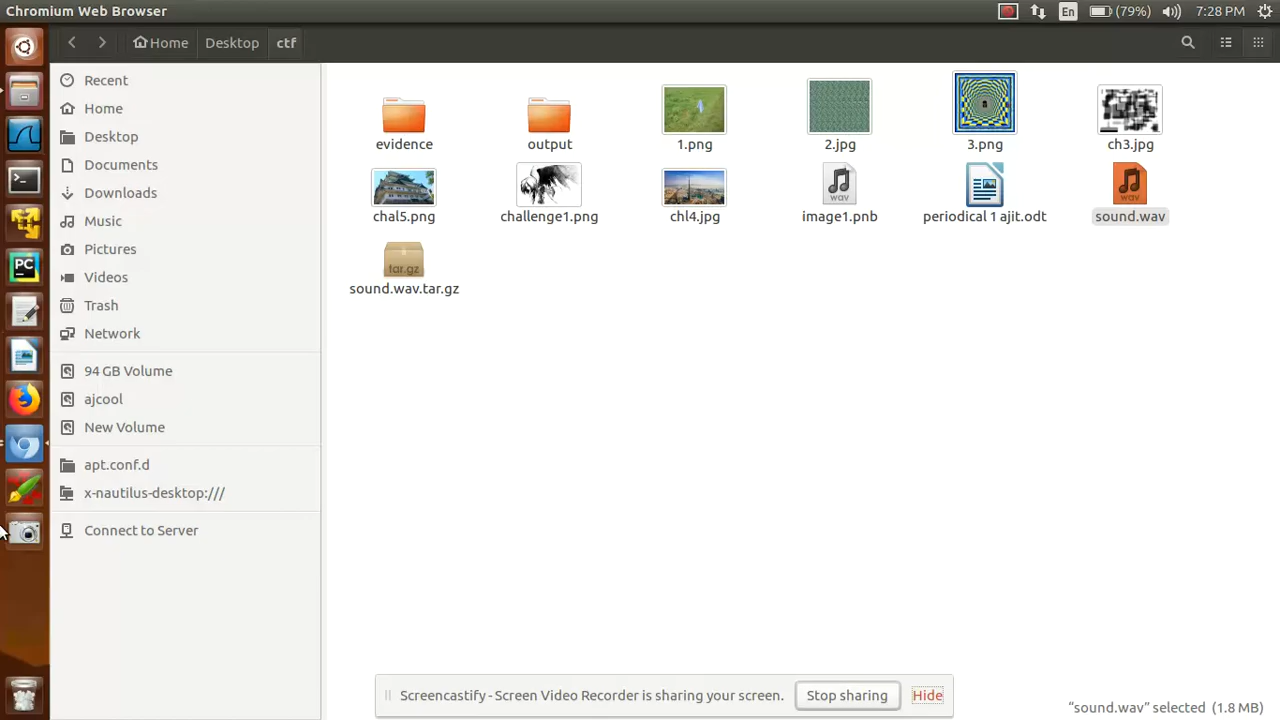 Chromium Web Browser
En
(79%)
7:28 PM
Home
Desktop
ctf
Recent
Home
Desktop
Documents
Downloads
Music
Pictures
Videos
Trash
Network
94 GB Volume
ajcool
New Volume
apt.conf.d
x-nautilus-desktop:///
Connect to Server
evidence
output
1.png
2.jpg
3.png
ch3.jpg
chal5.png
challenge1.png
chl4.jpg
wav
image1.pnb
periodical 1 ajit.odt
wav
sound.wav
tar.gz
sound.wav.tar.gz
PC
Screencastify - Screen Video Recorder is sharing your screen.
Stop sharing
Hide
“sound.wav” selected (1.8 MB)